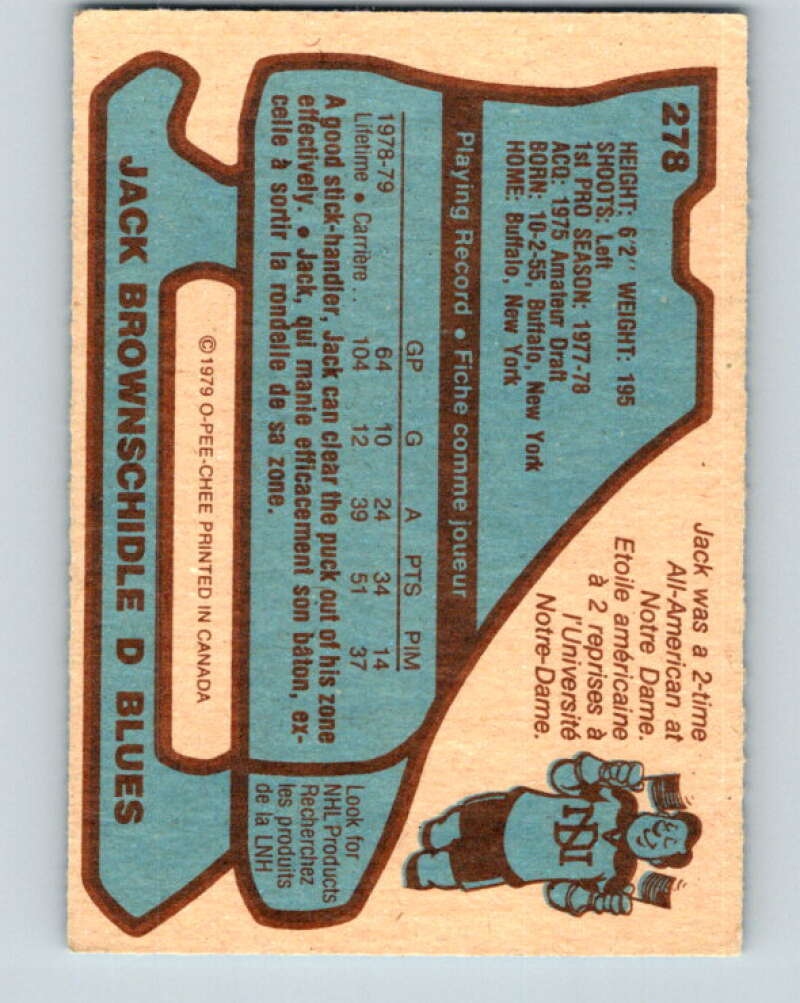 278
HEIGHT: 6'2" WEIGHT: 195
SHOOTS: Left
1st PRO SEASON: 1977-78
ACQ: 1975 Amateur Draft
BORN: 10-2-55, Buffalo, New York
HOME: Buffalo, New York
Jack was a 2-time
All-American at
Notre Dame.
Etoile américaine
à 2 reprises à
l'Université
Notre-Dame.
ND
Playing Record • Fiche comme joueur
GP G A PTS PIM
1978-79 64 10 24 34 14
Lifetime • Carrière . . 104 12 39 51 37
A good stick-handler, Jack can clear the puck out of his zone
effectively. • Jack, qui manie efficacement son bâton, ex-
celle à sortir la rondelle de sa zone.
Look for
NHL Products
Recherchez
les produits
de la LNH
©1979 O-PEE-CHEE PRINTED IN CANADA
JACK BROWNSCHIDLE D BLUES